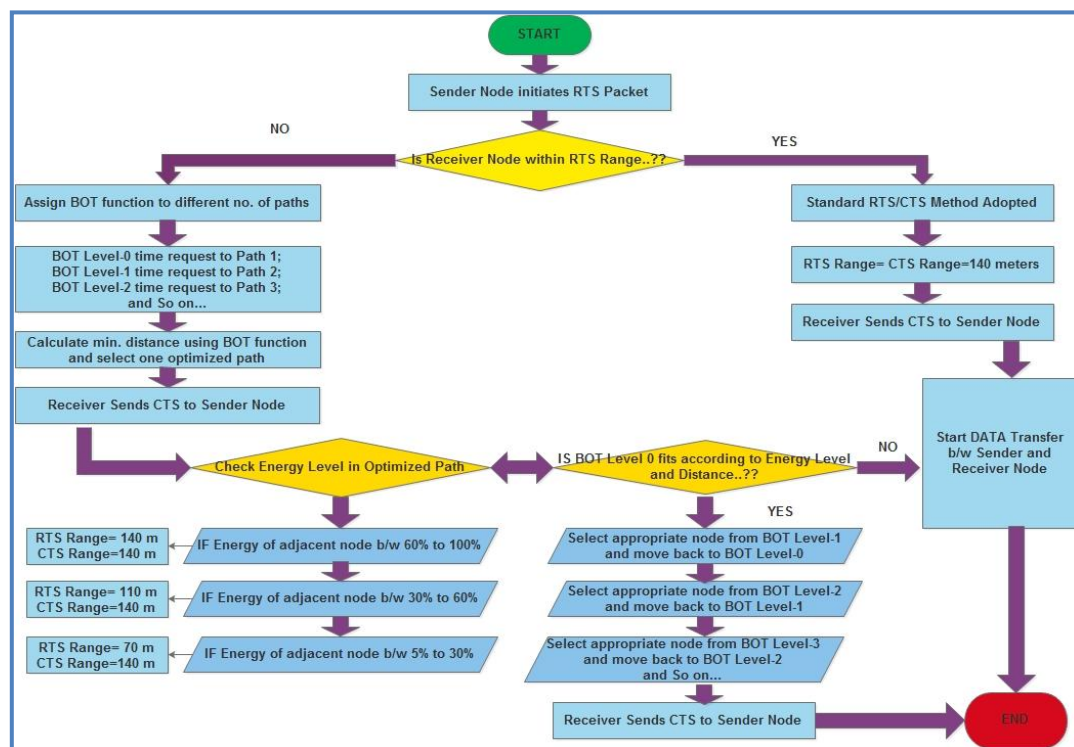 START
Sender Node initiates RTS Packet
NO
YES
Is Receiver Node within RTS Range..??
Assign BOT function to different no. of paths
BOT Level-0 time request to Path 1;
BOT Level-1 time request to Path 2;
BOT Level-2 time request to Path 3;
and So on...
Calculate min. distance using BOT function
and select one optimized path
Receiver Sends CTS to Sender Node
Standard RTS/CTS Method Adopted
RTS Range= CTS Range=140 meters
Receiver Sends CTS to Sender Node
Start DATA Transfer
b/w Sender and
Receiver Node
Check Energy Level in Optimized Path
IS BOT Level 0 fits according to Energy Level
and Distance..??
NO
YES
RTS Range= 140 m
CTS Range=140 m
IF Energy of adjacent node b/w 60% to 100%
RTS Range= 110 m
CTS Range=140 m
IF Energy of adjacent node b/w 30% to 60%
RTS Range= 70 m
CTS Range=140 m
IF Energy of adjacent node b/w 5% to 30%
Select appropriate node from BOT Level-1
and move back to BOT Level-0
Select appropriate node from BOT Level-2
and move back to BOT Level-1
Select appropriate node from BOT Level-3
and move back to BOT Level-2
and So on...
Receiver Sends CTS to Sender Node
END